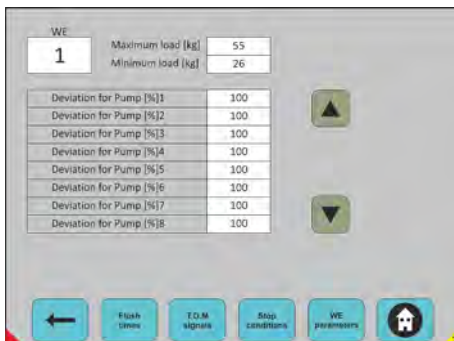 WE
1
Maximum load [kg] 55
Minimum load [kg] 26
Deviation for Pump [%]1 100
Deviation for Pump [%]2 100
Deviation for Pump [%]3 100
Deviation for Pump [%]4 100
Deviation for Pump [%]5 100
Deviation for Pump [%]6 100
Deviation for Pump [%]7 100
Deviation for Pump [%]8 100
Flush
times
T.O.M
signals
Stop
conditions
WE
parameters